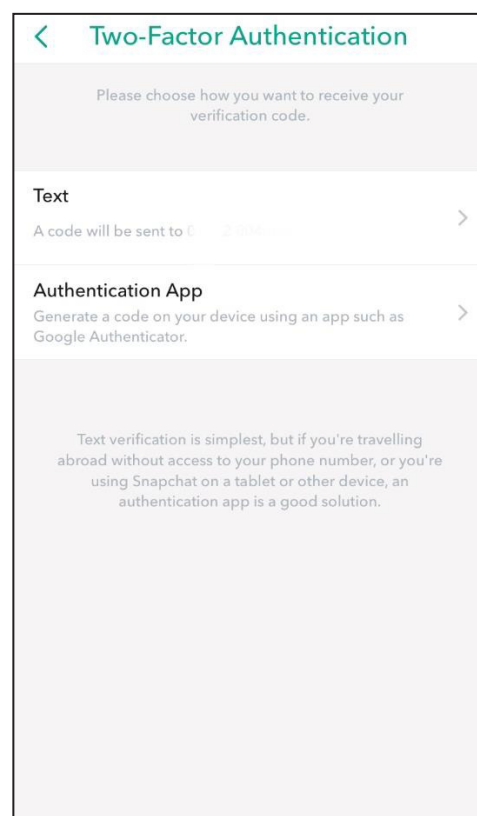 Two-Factor Authentication
Please choose how you want to receive your
verification code.
Text
A code will be sent to
Authentication App
Generate a code on your device using an app such as
Google Authenticator.
Text verification is simplest, but if you're travelling
abroad without access to your phone number, or you're
using Snapchat on a tablet or other device, an
authentication app is a good solution.